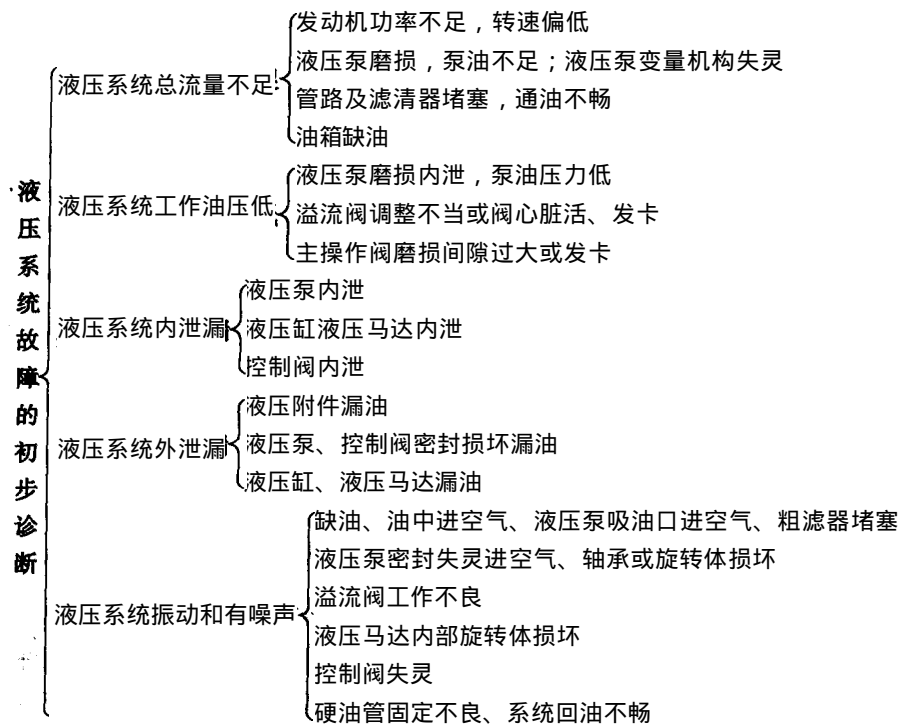 液压系统故障的初步诊断
液压系统总流量不足
发动机功率不足，转速偏低
液压泵磨损，泵油不足；液压泵变量机构失灵
管路及滤清器堵塞，通油不畅
油箱缺油
液压系统工作油压低
液压泵磨损内泄，泵油压力低
溢流阀调整不当或阀心脏活、发卡
主操作阀磨损间隙过大或发卡
液压系统内泄漏
液压泵内泄
液压缸液压马达内泄
控制阀内泄
液压系统外泄漏
液压附件漏油
液压泵、控制阀密封损坏漏油
液压缸、液压马达漏油
液压系统振动和有噪声
缺油、油中进空气、液压泵吸油口进空气、粗滤器堵塞
液压泵密封失灵进空气、轴承或旋转体损坏
溢流阀工作不良
液压马达内部旋转体损坏
控制阀失灵
硬油管固定不良、系统回油不畅